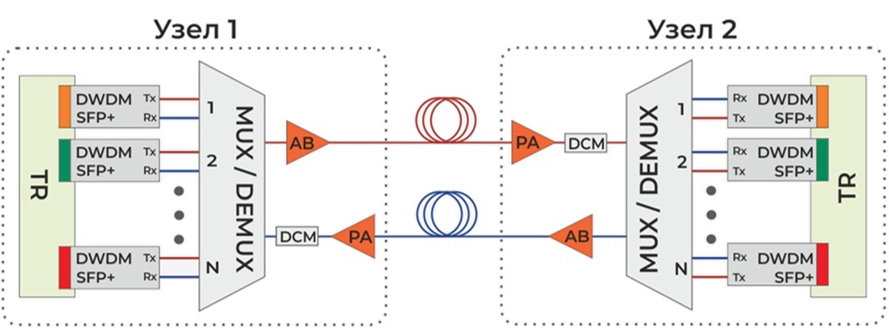 Узел 1
Узел 2
TR
DWDM
SFP+
Tx
Rx
1
DWDM
SFP+
Tx
Rx
2
DWDM
SFP+
Tx
Rx
N
MUX / DEMUX
AB
DCM
PA
PA
DCM
AB
MUX / DEMUX
1
Rx
Tx
DWDM
SFP+
2
Rx
Tx
DWDM
SFP+
N
Rx
Tx
DWDM
SFP+
TR